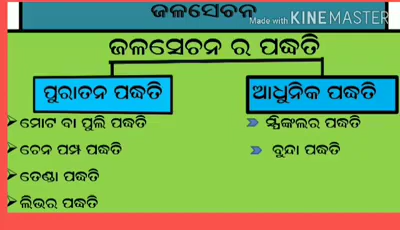 ଜଳସେଚନ
Made with KINEMASTER
ଜଳସେଚନ ର ପଦ୍ଧତି
ପୁରାତନ ପଦ୍ଧତି
ଆଧୁନିକ ପଦ୍ଧତି
ମୋଟ ବା ପୁଲି ପଦ୍ଧତି
ସ୍ପ୍ରିଙ୍କଲର ପଦ୍ଧତି
ଚେନ ପମ୍ପ ପଦ୍ଧତି
ବୁନ୍ଦା ପଦ୍ଧତି
ତେଣ୍ଡା ପଦ୍ଧତି
ଲିଭର ପଦ୍ଧତି